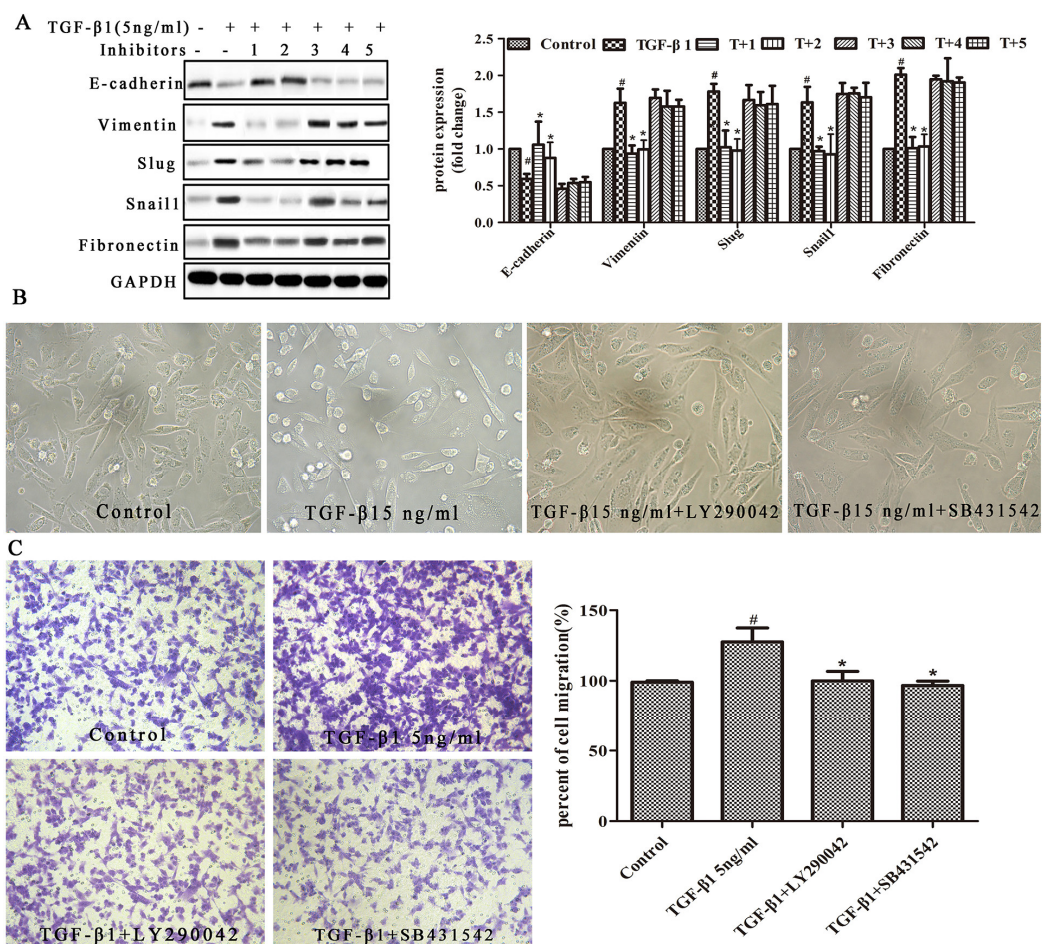 A
TGF-β1(5ng/ml) - + + + + + +
Inhibitors - - 1 2 3 4 5
E-cadherin
Vimentin
Slug
Snail1
Fibronectin
GAPDH
Control TGF-β 1 T+1 T+2 T+3 T+4 T+5
protein expression
(fold change)
2.5
2.0
1.5
1.0
0.5
0.0
# * *
# * *
# * *
# * *
# * *
E-cadherin Vimentin Slug Snail1 Fibronectin
B
Control
TGF-β15 ng/ml
TGF-β15 ng/ml+LY290042
TGF-β15 ng/ml+SB431542
C
Control
TGF-β1 5ng/ml
TGF-β1+LY290042
TGF-β1+SB431542
percent of cell migration(%)
150
100
50
0
# * *
Control
TGF-β1 5ng/ml
TGF-β1+LY290042
TGF-β1+SB431542